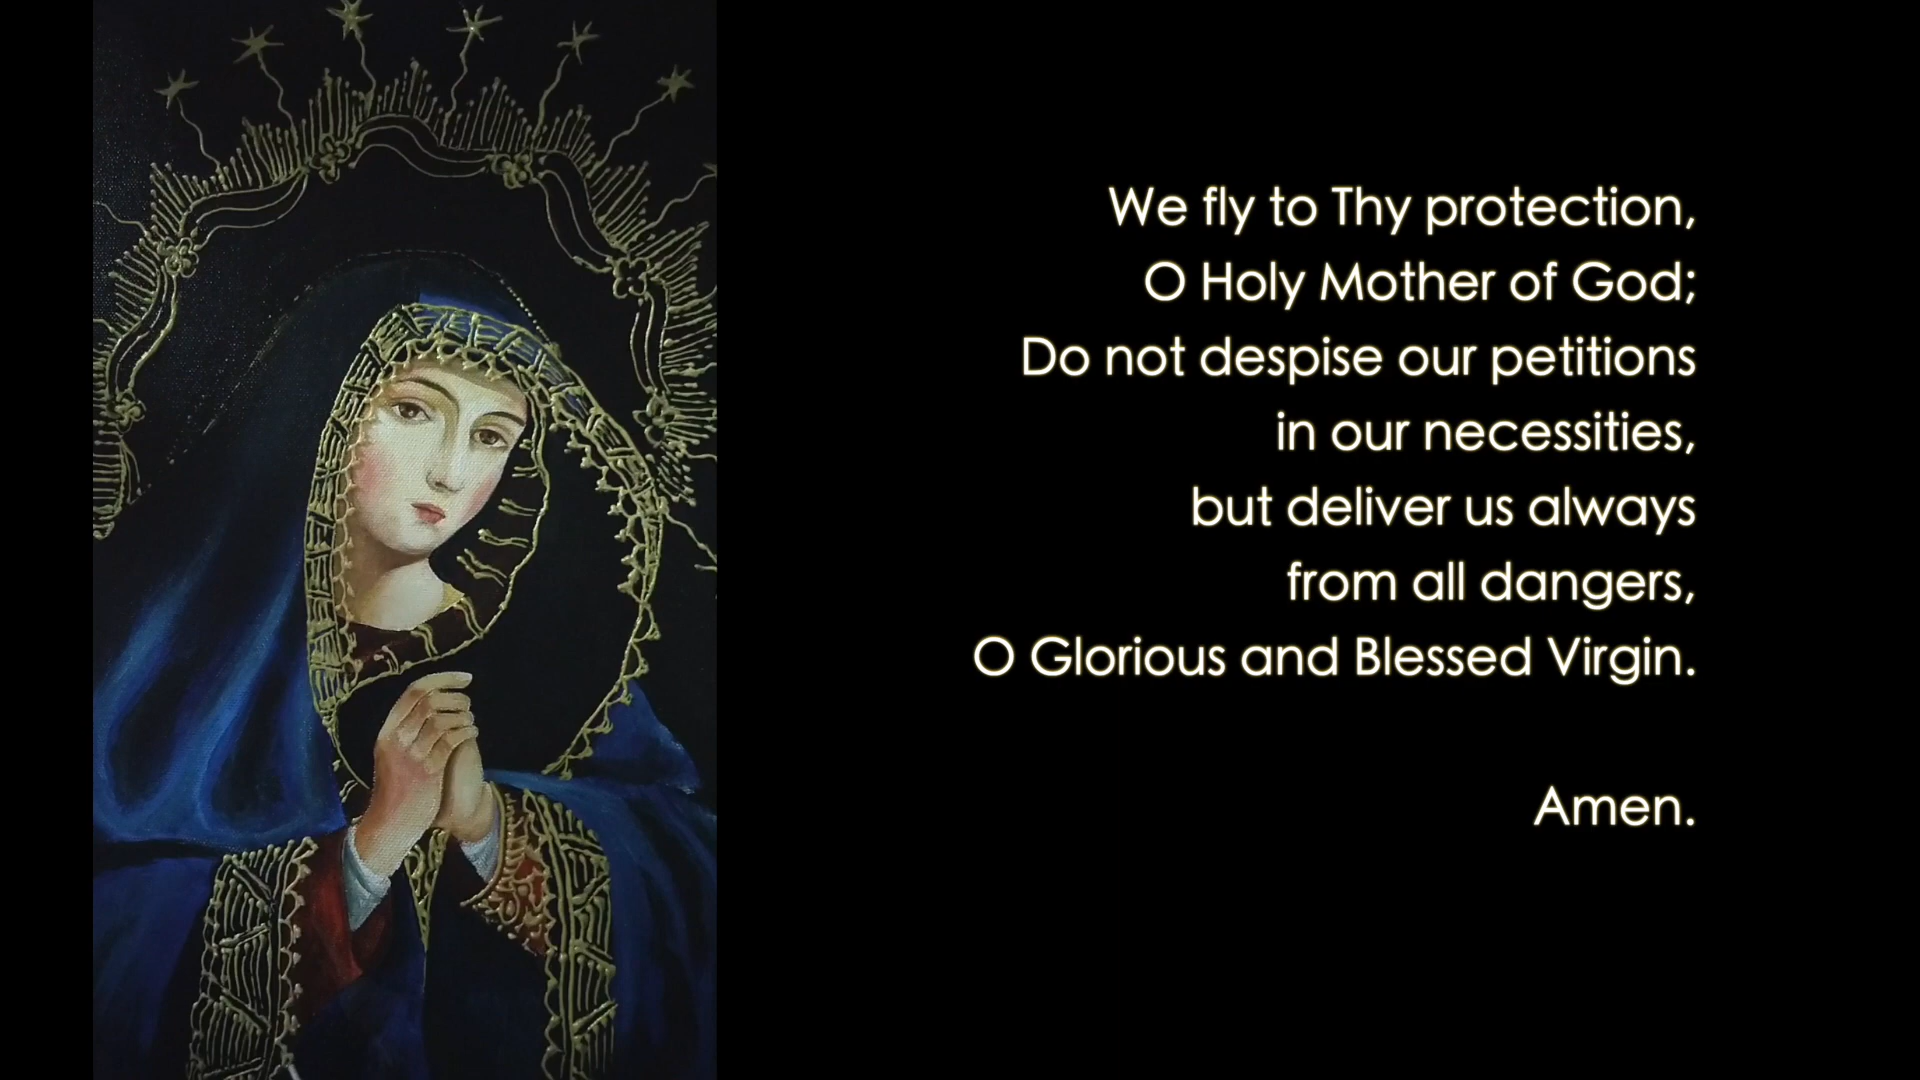 We fly to Thy protection,
O Holy Mother of God;
Do not despise our petitions
in our necessities,
but deliver us always
from all dangers,
O Glorious and Blessed Virgin.
Amen.